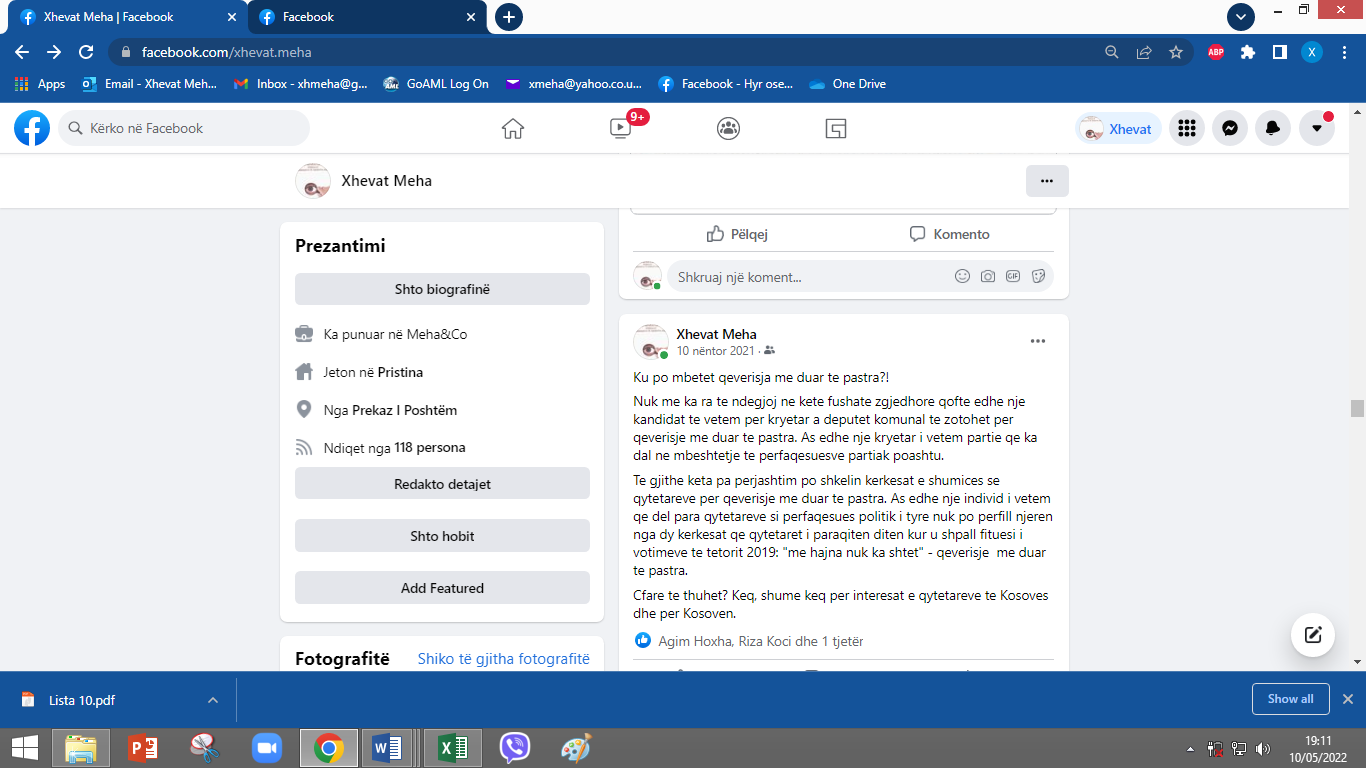 Xhevat Meha | Facebook
Facebook
facebook.com/xhevat.meha
ABP
X
Apps
Email - Xhevat Meh...
Inbox - xhmeha@g...
GoAML Log On
xmeha@yahoo.co.u...
Facebook - Hyr ose...
One Drive
Kërko në Facebook
9+
Xhevat
Xhevat Meha
Prezantimi
Shto biografinë
Ka punuar në Meha&Co
Jeton në Pristina
Nga Prekaz I Poshtëm
Ndiqet nga 118 persona
Redakto detajet
Shto hobit
Add Featured
Fotografitë
Shiko të gjitha fotografitë
Pëlqej
Komento
Shkruaj një koment...
GIF
Xhevat Meha
10 nëntor 2021 ·
Ku po mbetet qeverisja me duar te pastra?!
Nuk me ka ra te ndegjoj ne kete fushate zgjedhore qofte edhe nje
kandidat te vetem per kryetar a deputet komunal te zotohet per
qeverisje me duar te pastra. As edhe nje kryetar i vetem partie qe ka
dal ne mbeshtetje te perfaqesuesve partiak poashtu.
Te gjithe keta pa perjashtim po shkelin kerkesat e shumices se
qytetareve per qeverisje me duar te pastra. As edhe nje individ i vetem
qe del para qytetareve si perfaqesues politik i tyre nuk po perfill njeren
nga dy kerkesat qe qytetaret i paraqiten diten kur u shpall fituesi i
votimeve te tetorit 2019: "me hajna nuk ka shtet" - qeverisje  me duar
te pastra.
Cfare te thuhet? Keq, shume keq per interesat e qytetareve te Kosoves
dhe per Kosoven.
Agim Hoxha, Riza Koci dhe 1 tjetër
Lista 10.pdf
Show all
19:11
10/05/2022